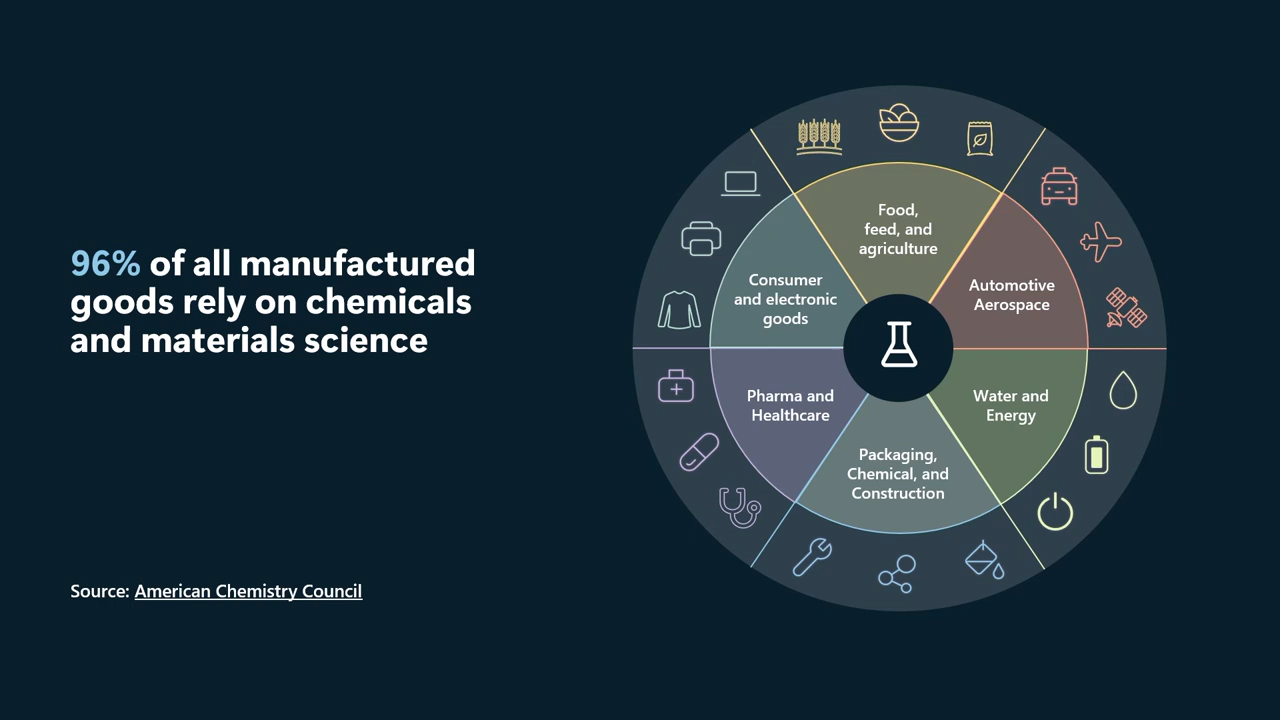 96% of all manufactured
goods rely on chemicals
and materials science
Source: American Chemistry Council
Food,
feed, and
agriculture
Automotive
Aerospace
Water and
Energy
Packaging,
Chemical, and
Construction
Pharma and
Healthcare
Consumer
and electronic
goods